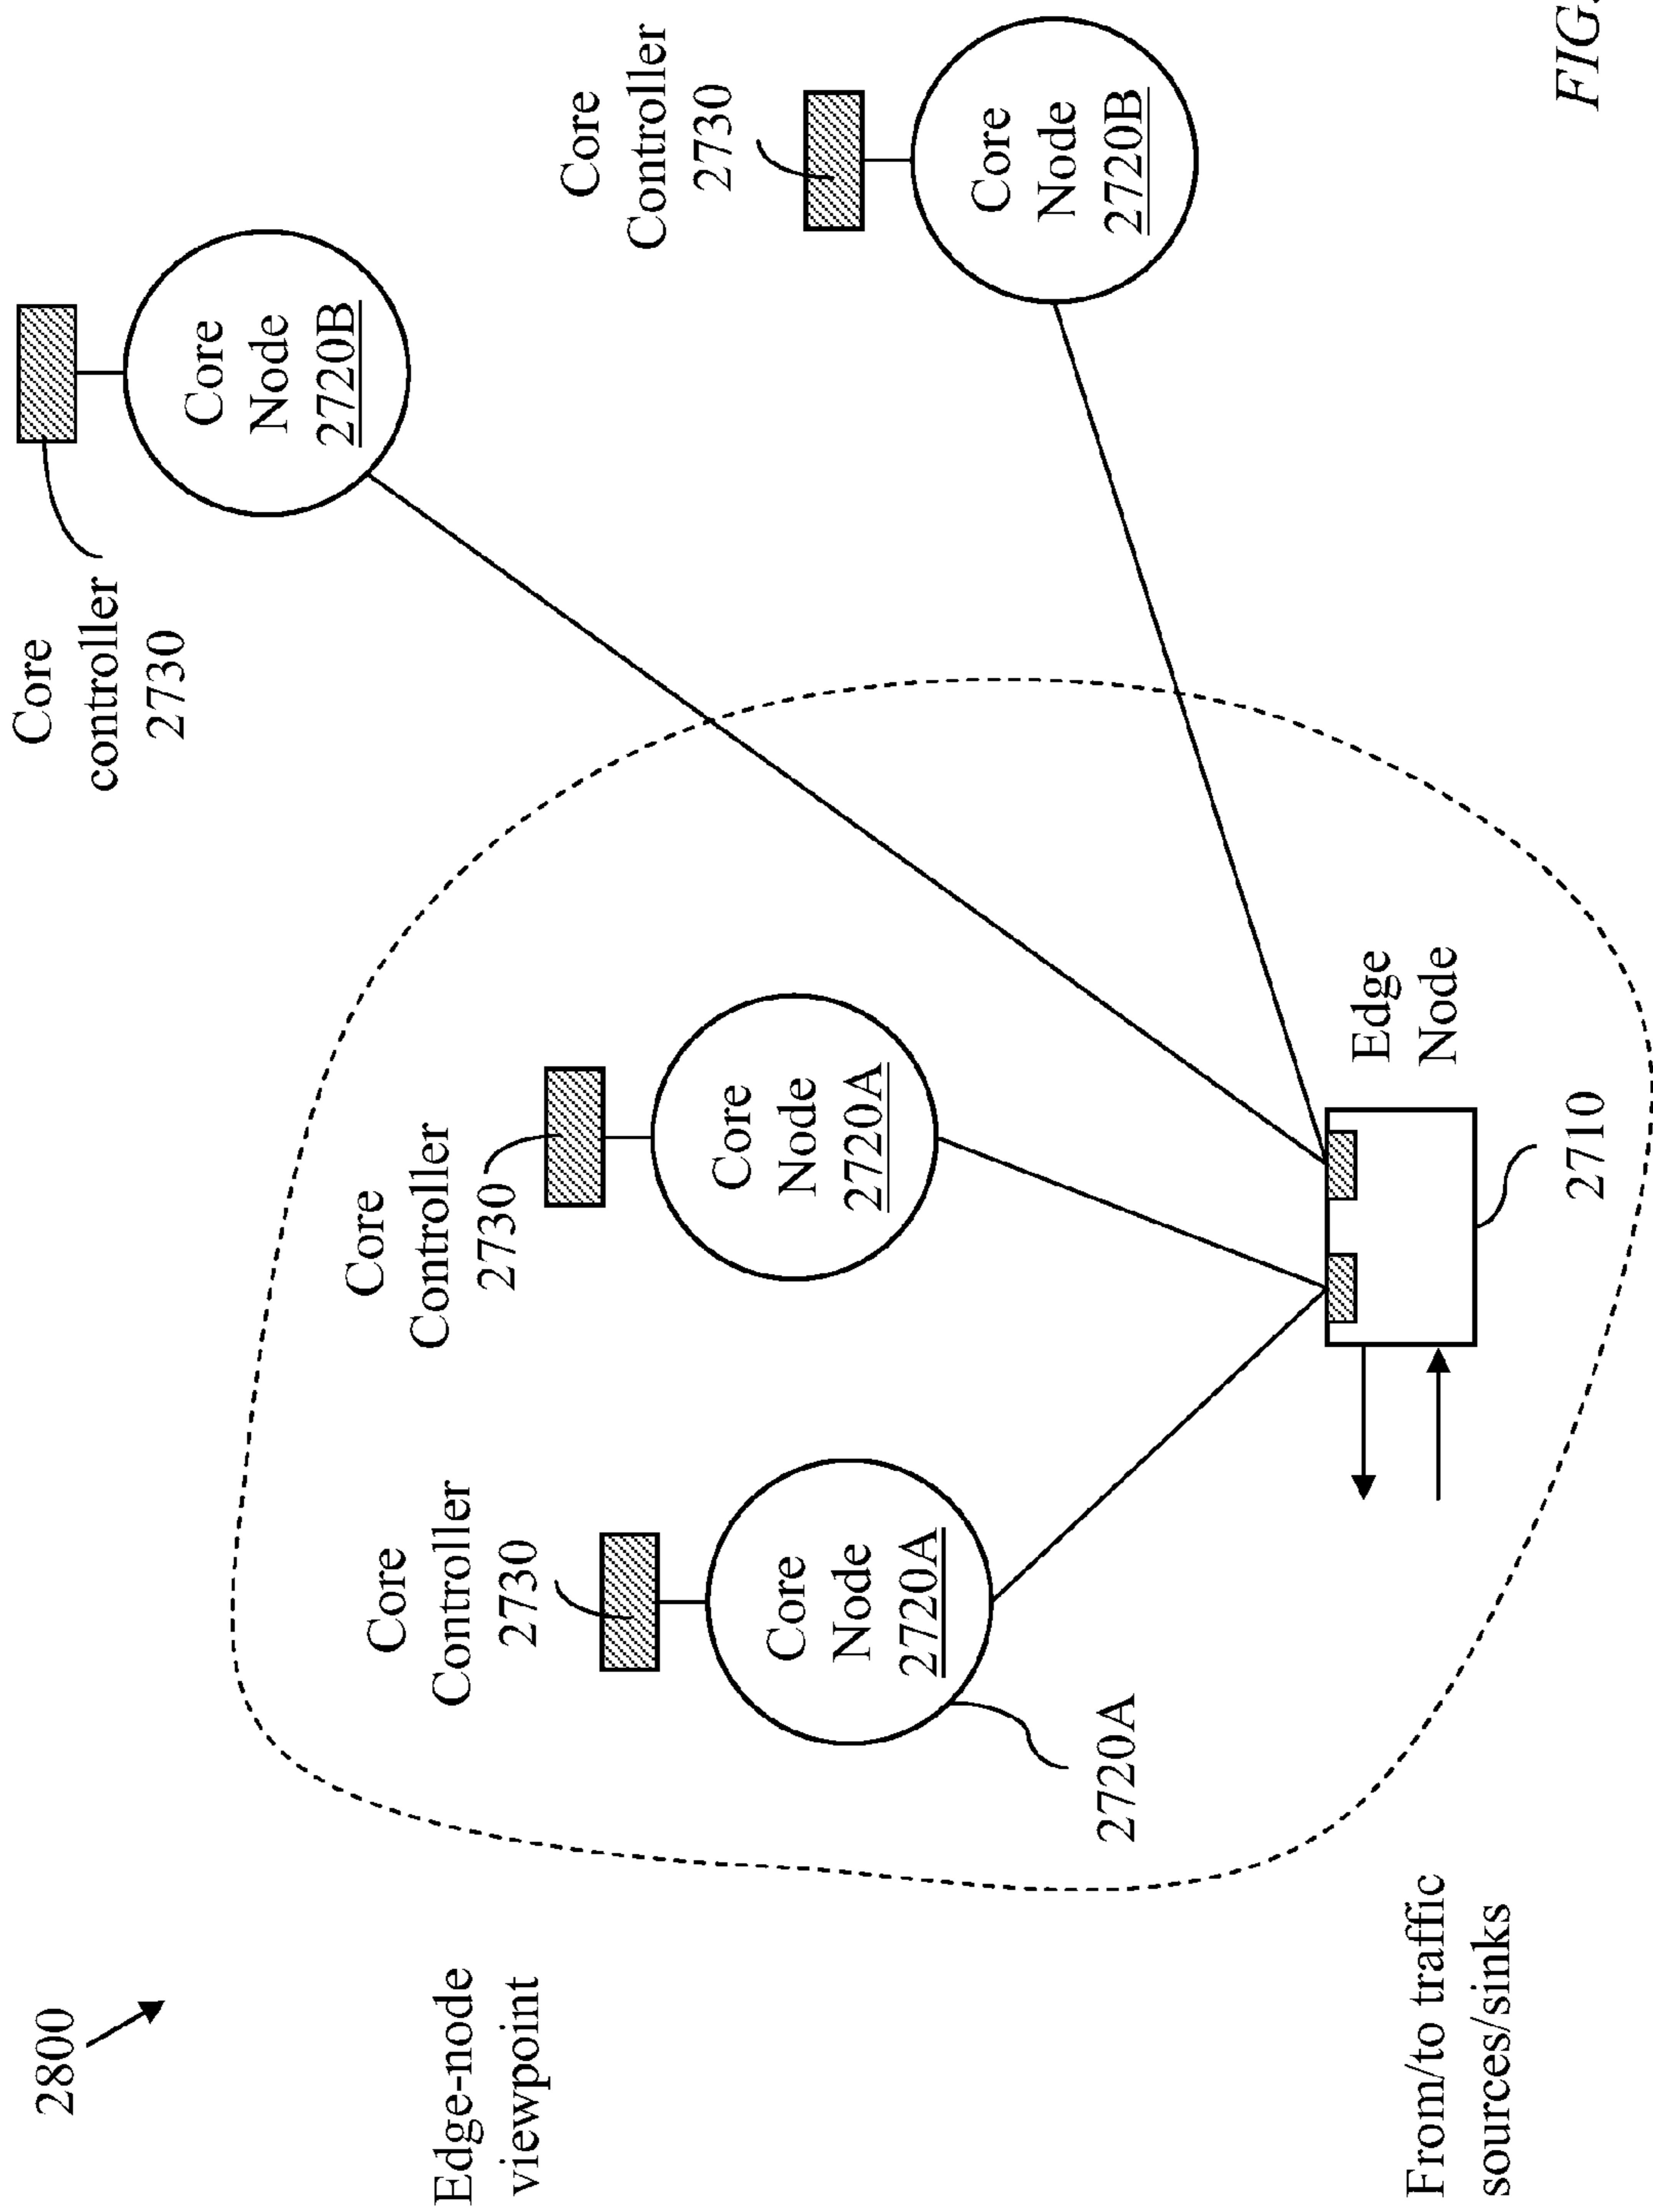 2800
Edge-node
viewpoint
Core
controller
2730
Core
Node
2720B
Core
Controller
2730
Core
Node
2720B
Core
Controller
2730
Core
Node
2720A
Core
Controller
2730
Core
Node
2720A
2720A
Edge
Node
2710
From/to traffic
sources/sinks
FIG.